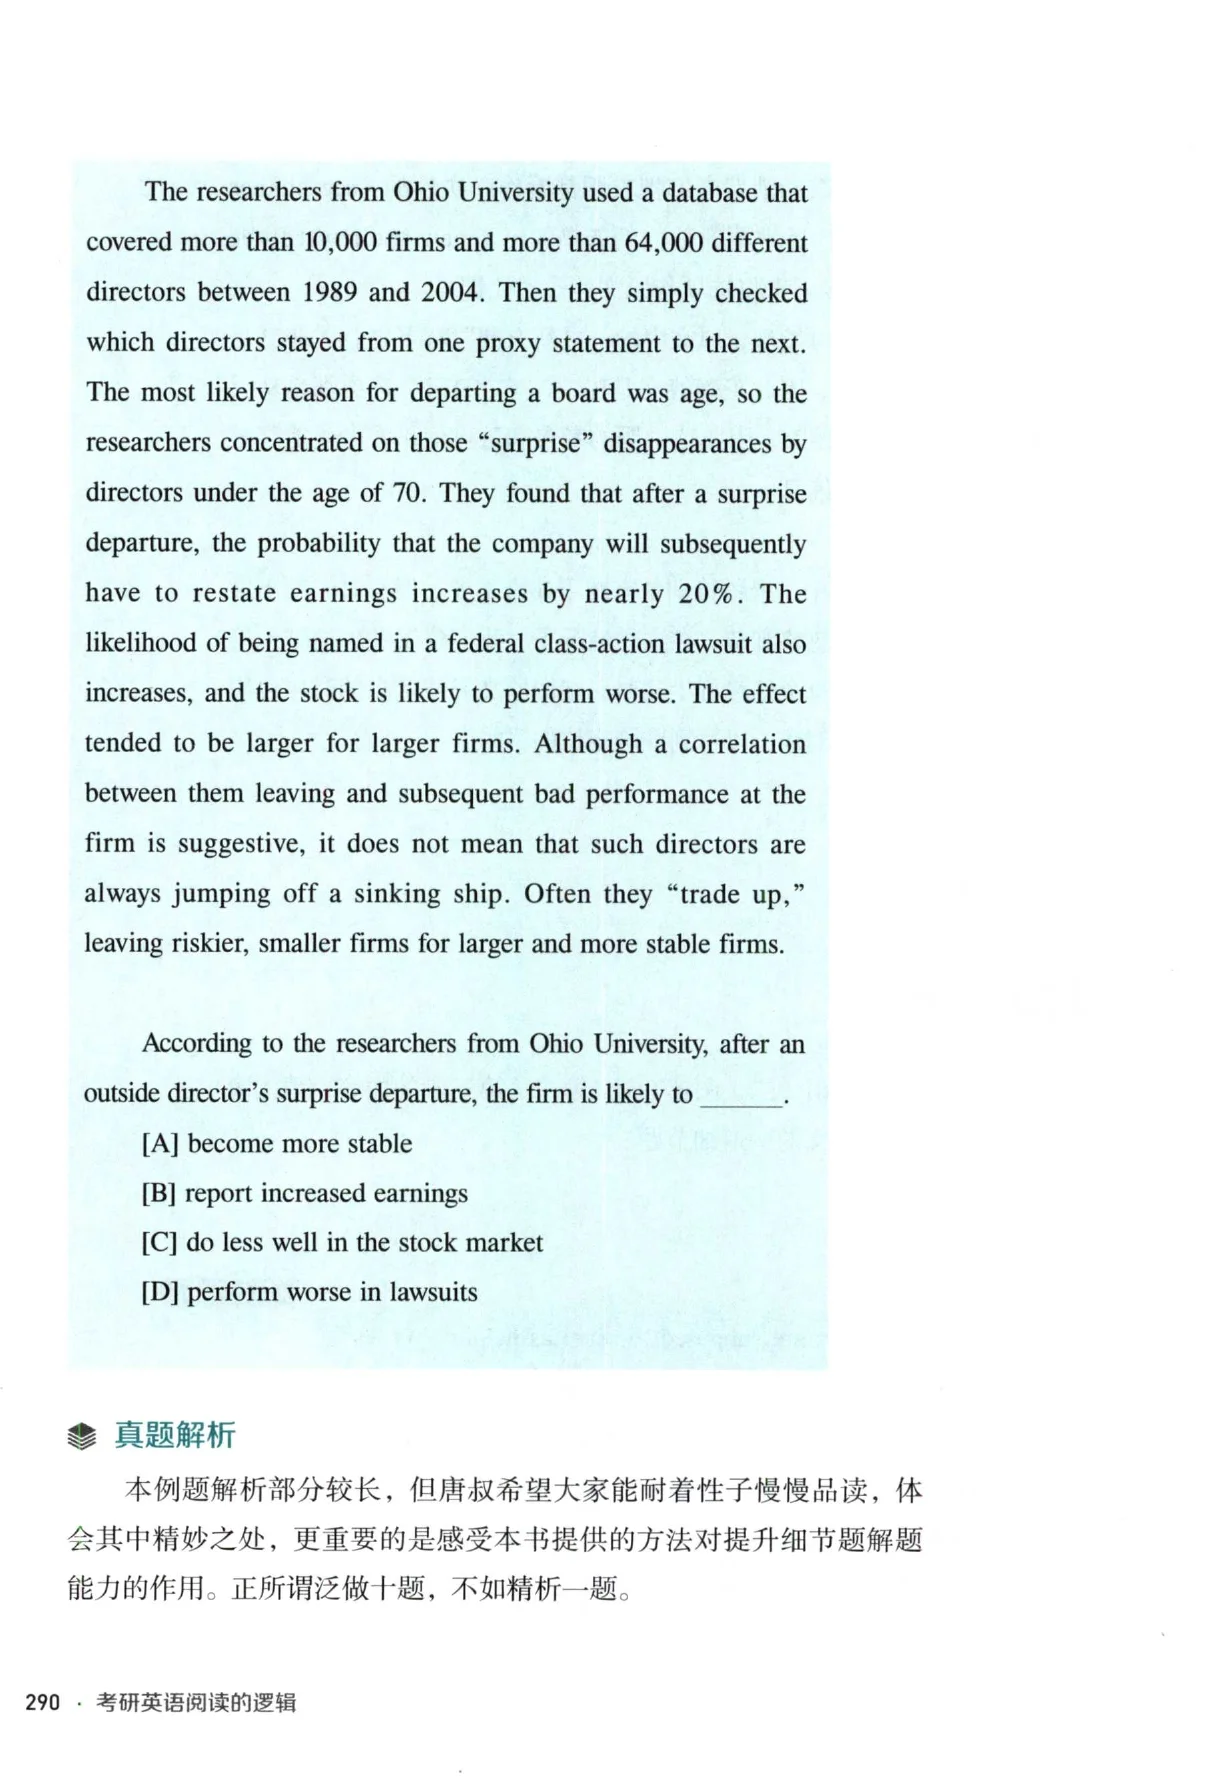 The researchers from Ohio University used a database that
covered more than 10,000 firms and more than 64,000 different
directors between 1989 and 2004. Then they simply checked
which directors stayed from one proxy statement to the next.
The most likely reason for departing a board was age, so the
researchers concentrated on those “surprise” disappearances by
directors under the age of 70. They found that after a surprise
departure, the probability that the company will subsequently
have to restate earnings increases by nearly 20%. The
likelihood of being named in a federal class-action lawsuit also
increases, and the stock is likely to perform worse. The effect
tended to be larger for larger firms. Although a correlation
between them leaving and subsequent bad performance at the
firm is suggestive, it does not mean that such directors are
always jumping off a sinking ship. Often they “trade up,”
leaving riskier, smaller firms for larger and more stable firms.
According to the researchers from Ohio University, after an
outside director’s surprise departure, the firm is likely to ______.
[A] become more stable
[B] report increased earnings
[C] do less well in the stock market
[D] perform worse in lawsuits
真题解析
本例题解析部分较长，但唐叔希望大家能耐着性子慢慢品读，体
会其中精妙之处，更重要的是感受本书提供的方法对提升细节题解题
能力的作用。正所谓泛做十题，不如精析一题。
290 · 考研英语阅读的逻辑